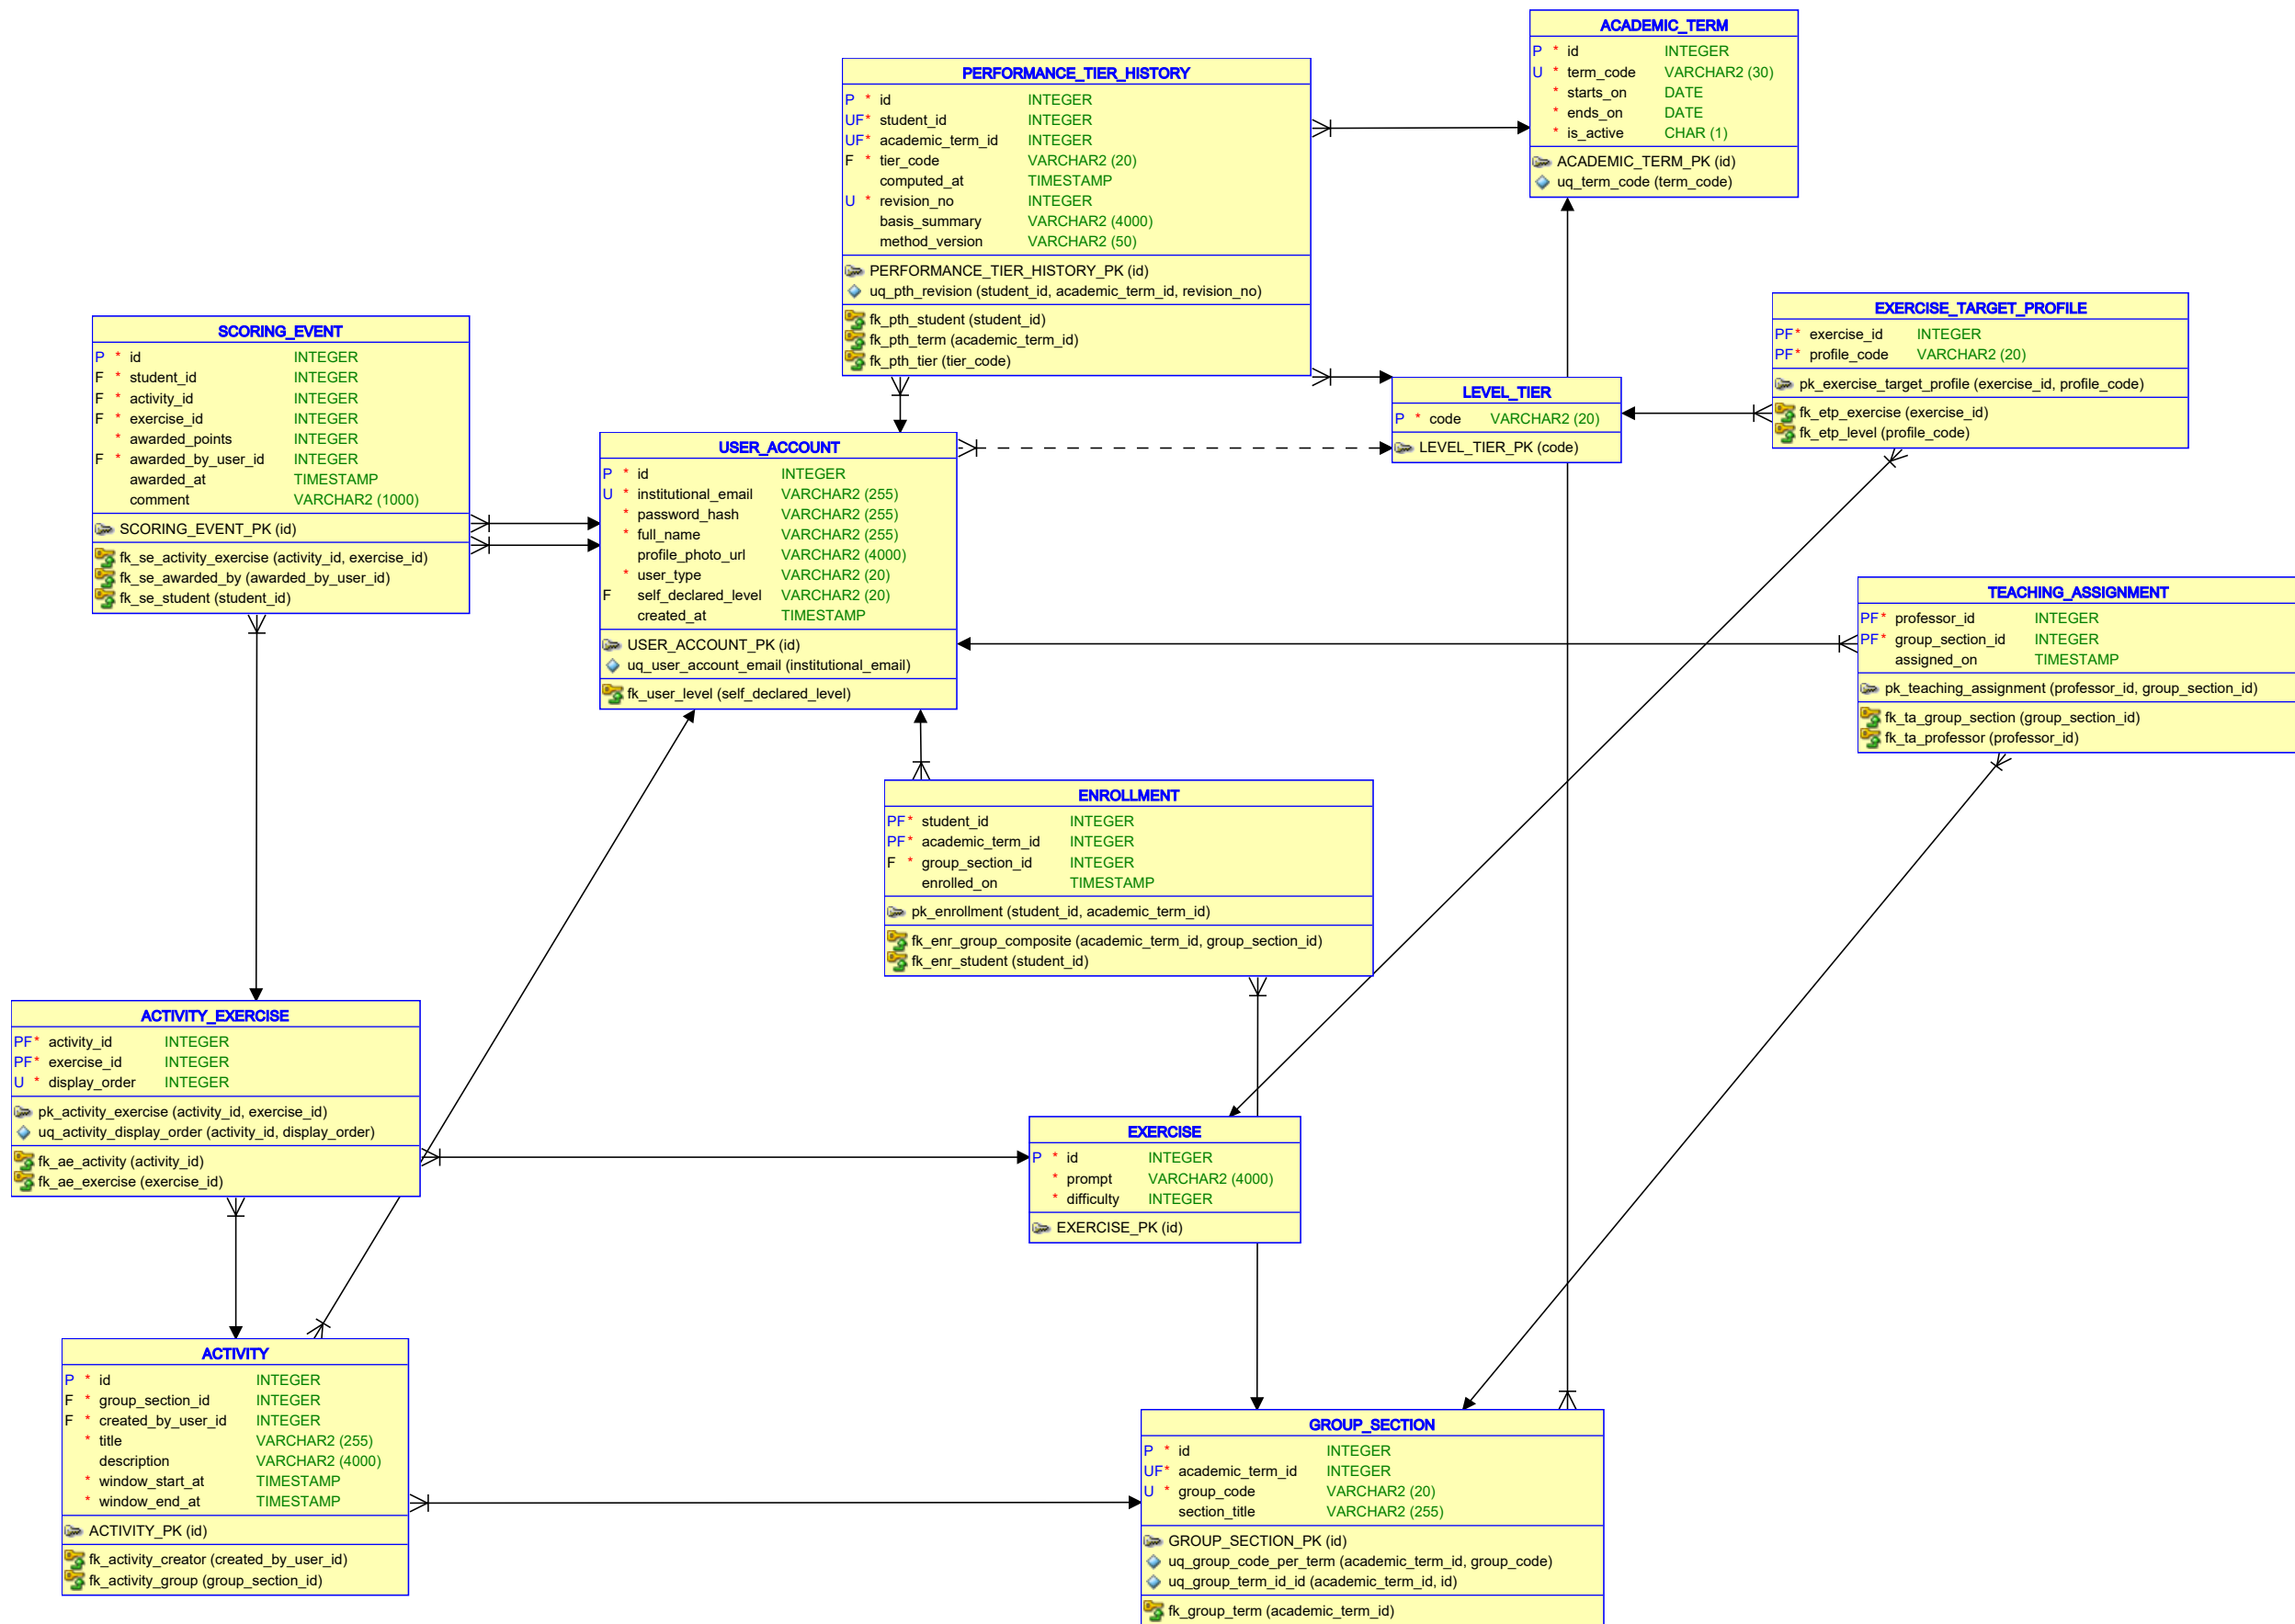 ACADEMIC_TERM
P * id INTEGER
U * term_code VARCHAR2 (30)
* starts_on DATE
* ends_on DATE
* is_active CHAR (1)
ACADEMIC_TERM_PK (id)
uq_term_code (term_code)
PERFORMANCE_TIER_HISTORY
P * id INTEGER
UF* student_id INTEGER
UF* academic_term_id INTEGER
F * tier_code VARCHAR2 (20)
computed_at TIMESTAMP
U * revision_no INTEGER
basis_summary VARCHAR2 (4000)
method_version VARCHAR2 (50)
PERFORMANCE_TIER_HISTORY_PK (id)
uq_pth_revision (student_id, academic_term_id, revision_no)
fk_pth_student (student_id)
fk_pth_term (academic_term_id)
fk_pth_tier (tier_code)
EXERCISE_TARGET_PROFILE
PF* exercise_id INTEGER
PF* profile_code VARCHAR2 (20)
pk_exercise_target_profile (exercise_id, profile_code)
fk_etp_exercise (exercise_id)
fk_etp_level (profile_code)
SCORING_EVENT
P * id INTEGER
F * student_id INTEGER
F * activity_id INTEGER
F * exercise_id INTEGER
* awarded_points INTEGER
F * awarded_by_user_id INTEGER
awarded_at TIMESTAMP
comment VARCHAR2 (1000)
SCORING_EVENT_PK (id)
fk_se_activity_exercise (activity_id, exercise_id)
fk_se_awarded_by (awarded_by_user_id)
fk_se_student (student_id)
LEVEL_TIER
P * code VARCHAR2 (20)
LEVEL_TIER_PK (code)
USER_ACCOUNT
P * id INTEGER
U * institutional_email VARCHAR2 (255)
* password_hash VARCHAR2 (255)
* full_name VARCHAR2 (255)
profile_photo_url VARCHAR2 (4000)
* user_type VARCHAR2 (20)
F self_declared_level VARCHAR2 (20)
created_at TIMESTAMP
USER_ACCOUNT_PK (id)
uq_user_account_email (institutional_email)
fk_user_level (self_declared_level)
TEACHING_ASSIGNMENT
PF* professor_id INTEGER
PF* group_section_id INTEGER
assigned_on TIMESTAMP
pk_teaching_assignment (professor_id, group_section_id)
fk_ta_group_section (group_section_id)
fk_ta_professor (professor_id)
ENROLLMENT
PF* student_id INTEGER
PF* academic_term_id INTEGER
F * group_section_id INTEGER
enrolled_on TIMESTAMP
pk_enrollment (student_id, academic_term_id)
fk_enr_group_composite (academic_term_id, group_section_id)
fk_enr_student (student_id)
ACTIVITY_EXERCISE
PF* activity_id INTEGER
PF* exercise_id INTEGER
U * display_order INTEGER
pk_activity_exercise (activity_id, exercise_id)
uq_activity_display_order (activity_id, display_order)
fk_ae_activity (activity_id)
fk_ae_exercise (exercise_id)
EXERCISE
P * id INTEGER
* prompt VARCHAR2 (4000)
* difficulty INTEGER
EXERCISE_PK (id)
ACTIVITY
P * id INTEGER
F * group_section_id INTEGER
F * created_by_user_id INTEGER
* title VARCHAR2 (255)
description VARCHAR2 (4000)
* window_start_at TIMESTAMP
* window_end_at TIMESTAMP
ACTIVITY_PK (id)
fk_activity_creator (created_by_user_id)
fk_activity_group (group_section_id)
GROUP_SECTION
P * id INTEGER
UF* academic_term_id INTEGER
U * group_code VARCHAR2 (20)
section_title VARCHAR2 (255)
GROUP_SECTION_PK (id)
uq_group_code_per_term (academic_term_id, group_code)
uq_group_term_id_id (academic_term_id, id)
fk_group_term (academic_term_id)